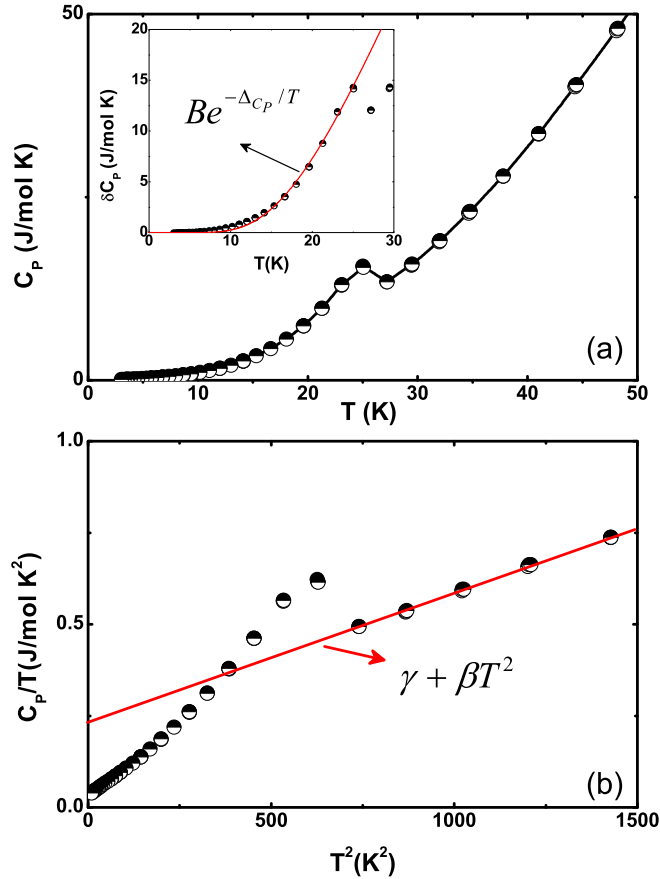 50
C_P (J/mol K)
0
0 10 20 30 40 50
T (K)
(a)
20
15
10
5
0
δC_P (J/mol K)
0 10 20 30
T(K)
Be^{-Δ_{C_P}/T}
1.0
0.5
0.0
C_P/T(J/mol K²)
0 500 1000 1500
T²(K²)
γ + βT²
(b)